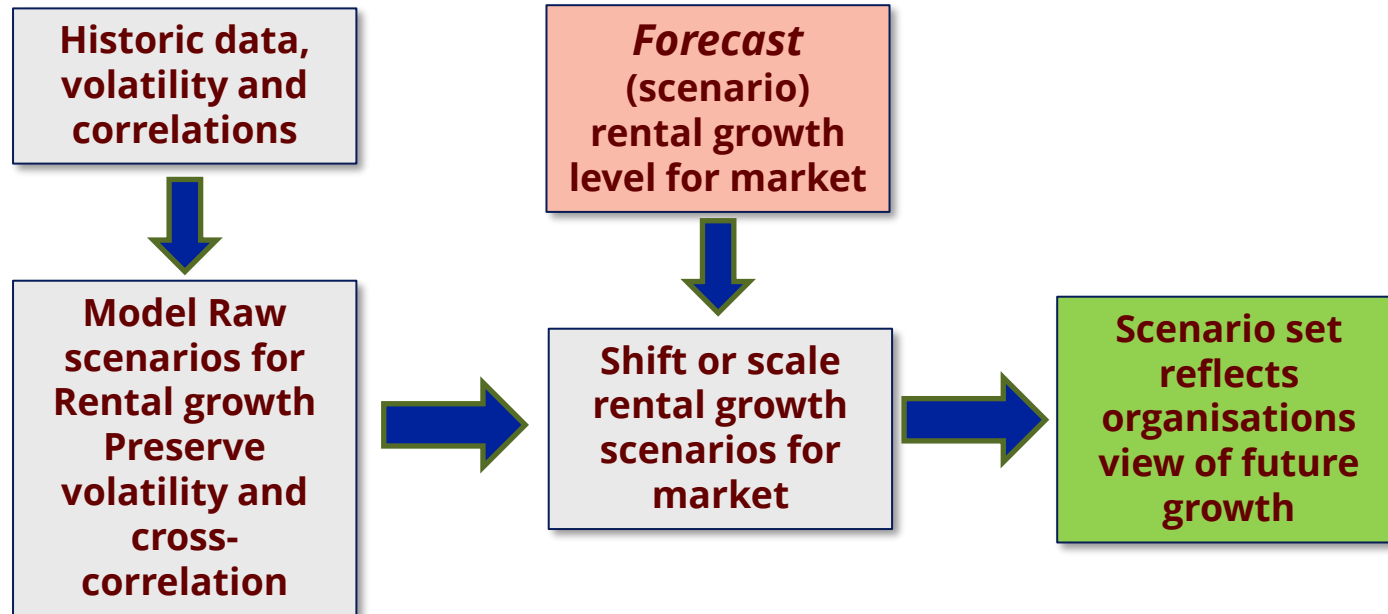 Historic data,
volatility and
correlations
Forecast
(scenario)
rental growth
level for market
Model Raw
scenarios for
Rental growth
Preserve
volatility and
cross-
correlation
Shift or scale
rental growth
scenarios for
market
Scenario set
reflects
organisations
view of future
growth